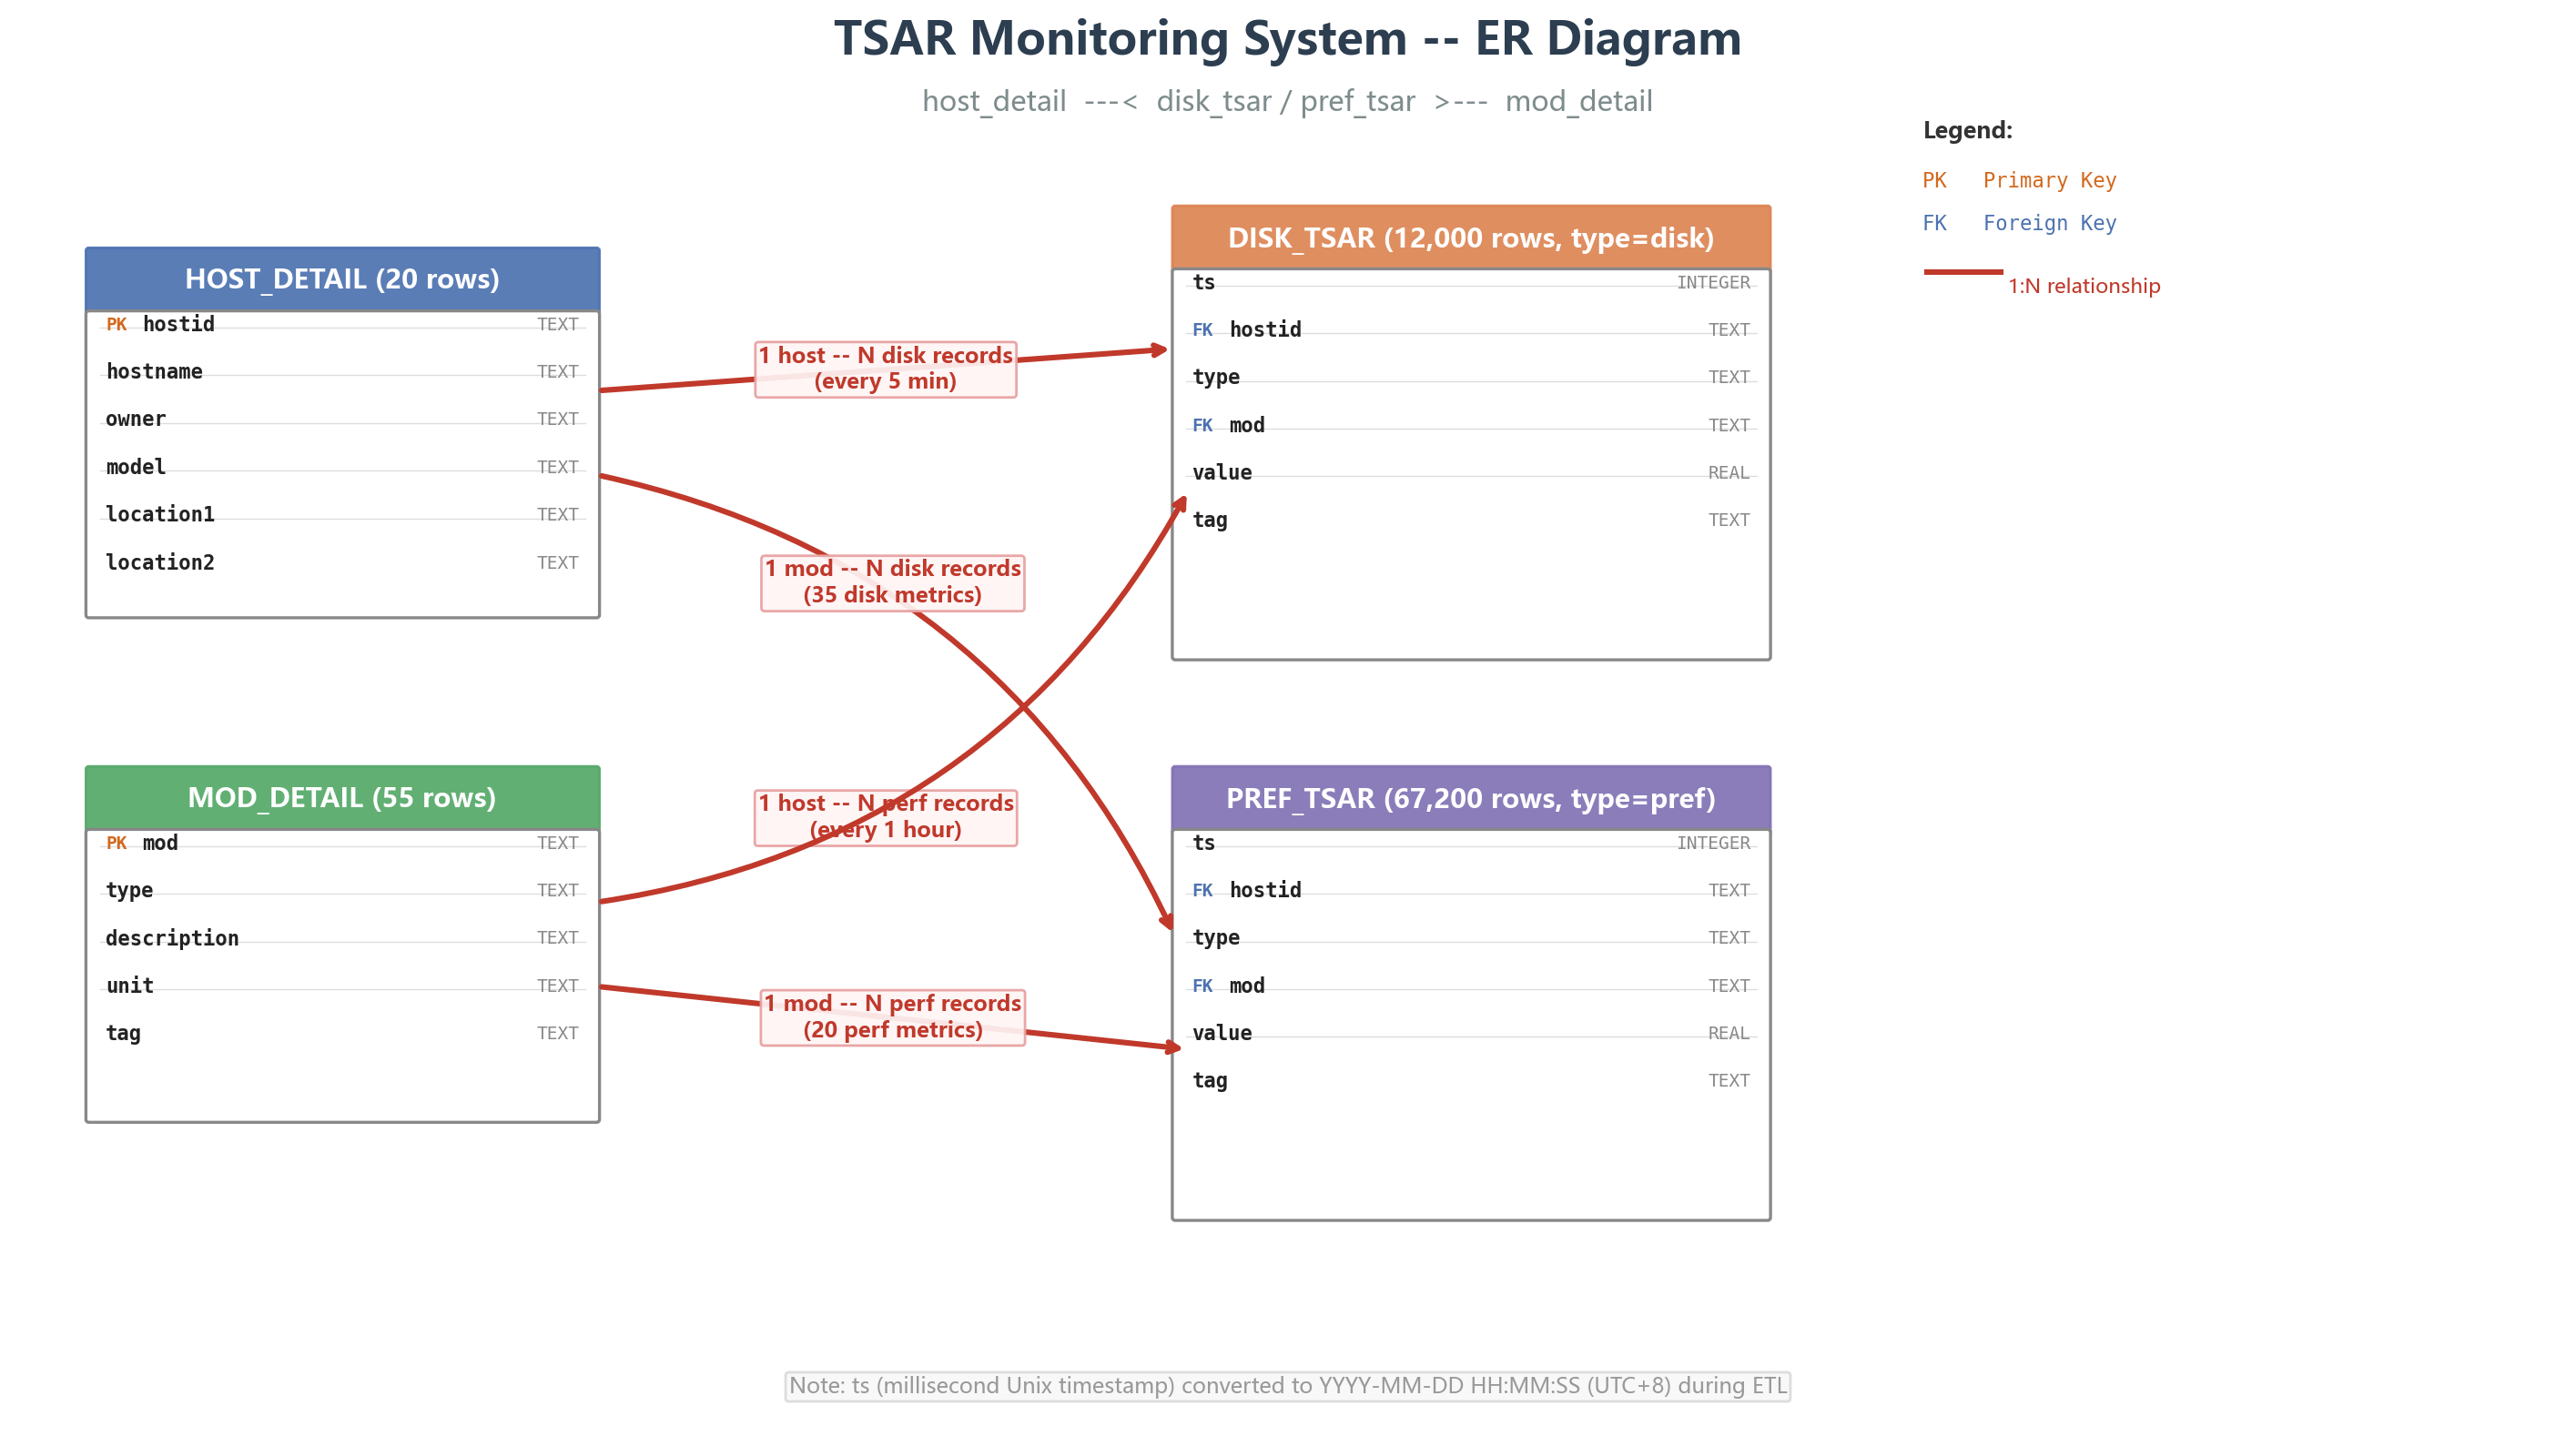 TSAR Monitoring System -- ER Diagram
host_detail ---< disk_tsar / pref_tsar >--- mod_detail
Legend:
PK Primary Key
FK Foreign Key
1:N relationship
HOST_DETAIL (20 rows)
PK hostid TEXT
hostname TEXT
owner TEXT
model TEXT
location1 TEXT
location2 TEXT
DISK_TSAR (12,000 rows, type=disk)
ts INTEGER
FK hostid TEXT
type TEXT
FK mod TEXT
value REAL
tag TEXT
1 host -- N disk records
(every 5 min)
1 mod -- N disk records
(35 disk metrics)
1 host -- N perf records
(every 1 hour)
1 mod -- N perf records
(20 perf metrics)
MOD_DETAIL (55 rows)
PK mod TEXT
type TEXT
description TEXT
unit TEXT
tag TEXT
PREF_TSAR (67,200 rows, type=pref)
ts INTEGER
FK hostid TEXT
type TEXT
FK mod TEXT
value REAL
tag TEXT
Note: ts (millisecond Unix timestamp) converted to YYYY-MM-DD HH:MM:SS (UTC+8) during ETL